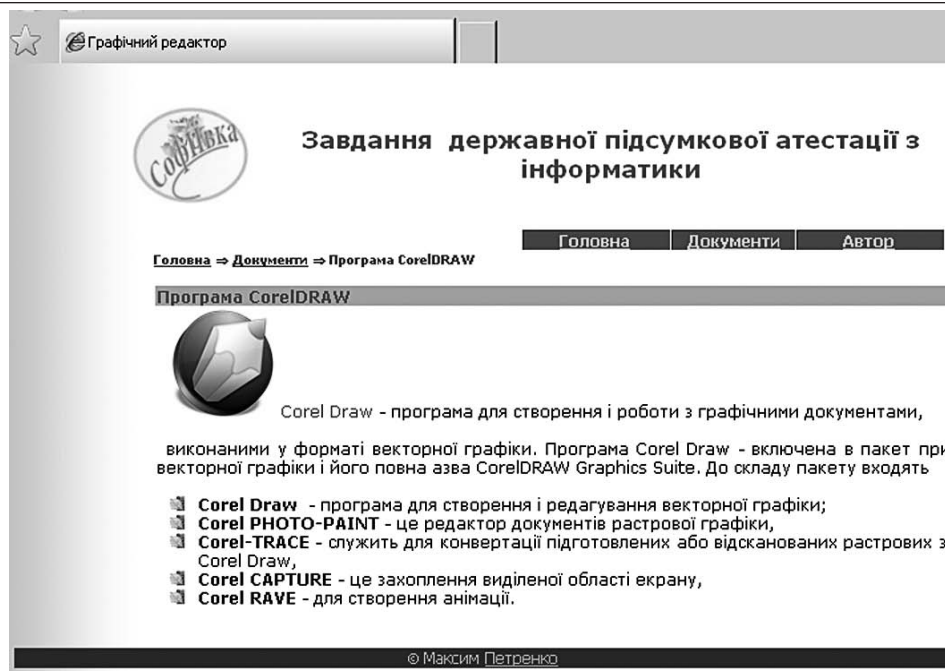 Графічний редактор
Софіївка
Завдання державної підсумкової атестації з
інформатики
Головна Документи Автор
Головна ⇒ Документи ⇒ Програма CorelDRAW
Програма CorelDRAW
Corel Draw - програма для створення і роботи з графічними документами,
виконаними у форматі векторної графіки. Програма Corel Draw - включена в пакет при
векторної графіки і його повна азва CorelDRAW Graphics Suite. До складу пакету входять
Corel Draw - програма для створення і редагування векторної графіки;
Corel PHOTO-PAINT - це редактор документів растрової графіки,
Corel-TRACE - служить для конвертації підготовлених або відсканованих растрових з
Corel Draw,
Corel CAPTURE - це захоплення виділеної області екрану,
Corel RAVE - для створення анімації.
© Максим Петренко